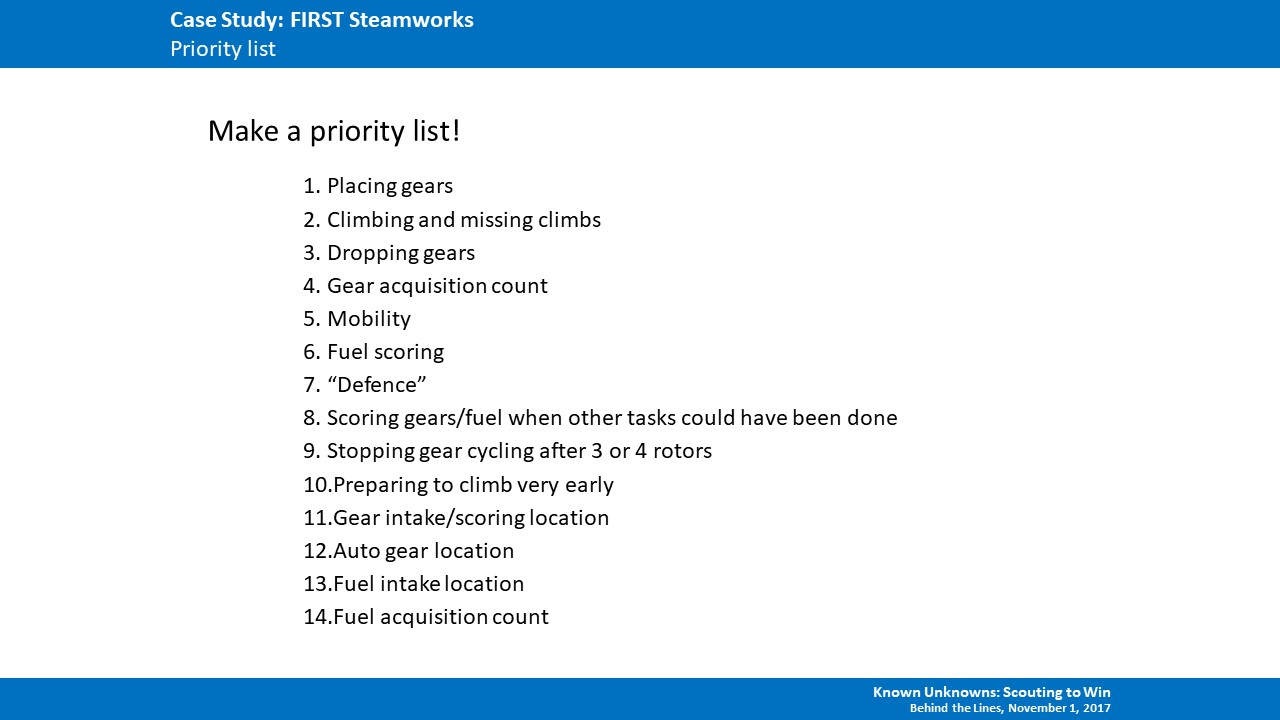 Case Study: FIRST Steamworks
Priority list
Make a priority list!
1. Placing gears
2. Climbing and missing climbs
3. Dropping gears
4. Gear acquisition count
5. Mobility
6. Fuel scoring
7. “Defence”
8. Scoring gears/fuel when other tasks could have been done
9. Stopping gear cycling after 3 or 4 rotors
10.Preparing to climb very early
11.Gear intake/scoring location
12.Auto gear location
13.Fuel intake location
14.Fuel acquisition count
Known Unknowns: Scouting to Win
Behind the Lines, November 1, 2017